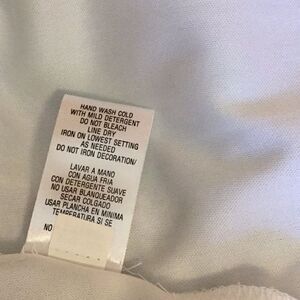 HAND WASH COLD
WITH MILD DETERGENT
DO NOT BLEACH
LINE DRY
IRON ON LOWEST SETTING
AS NEEDED
DO NOT IRON DECORATION/
LAVAR A MANO
CON AGUA FRIA
CON DETERGENTE SUAVE
NO USAR BLANQUEADOR
SECAR COLGADO
USAR PLANCHA EN MINIMA
TEMPERATURA SI SE
NO